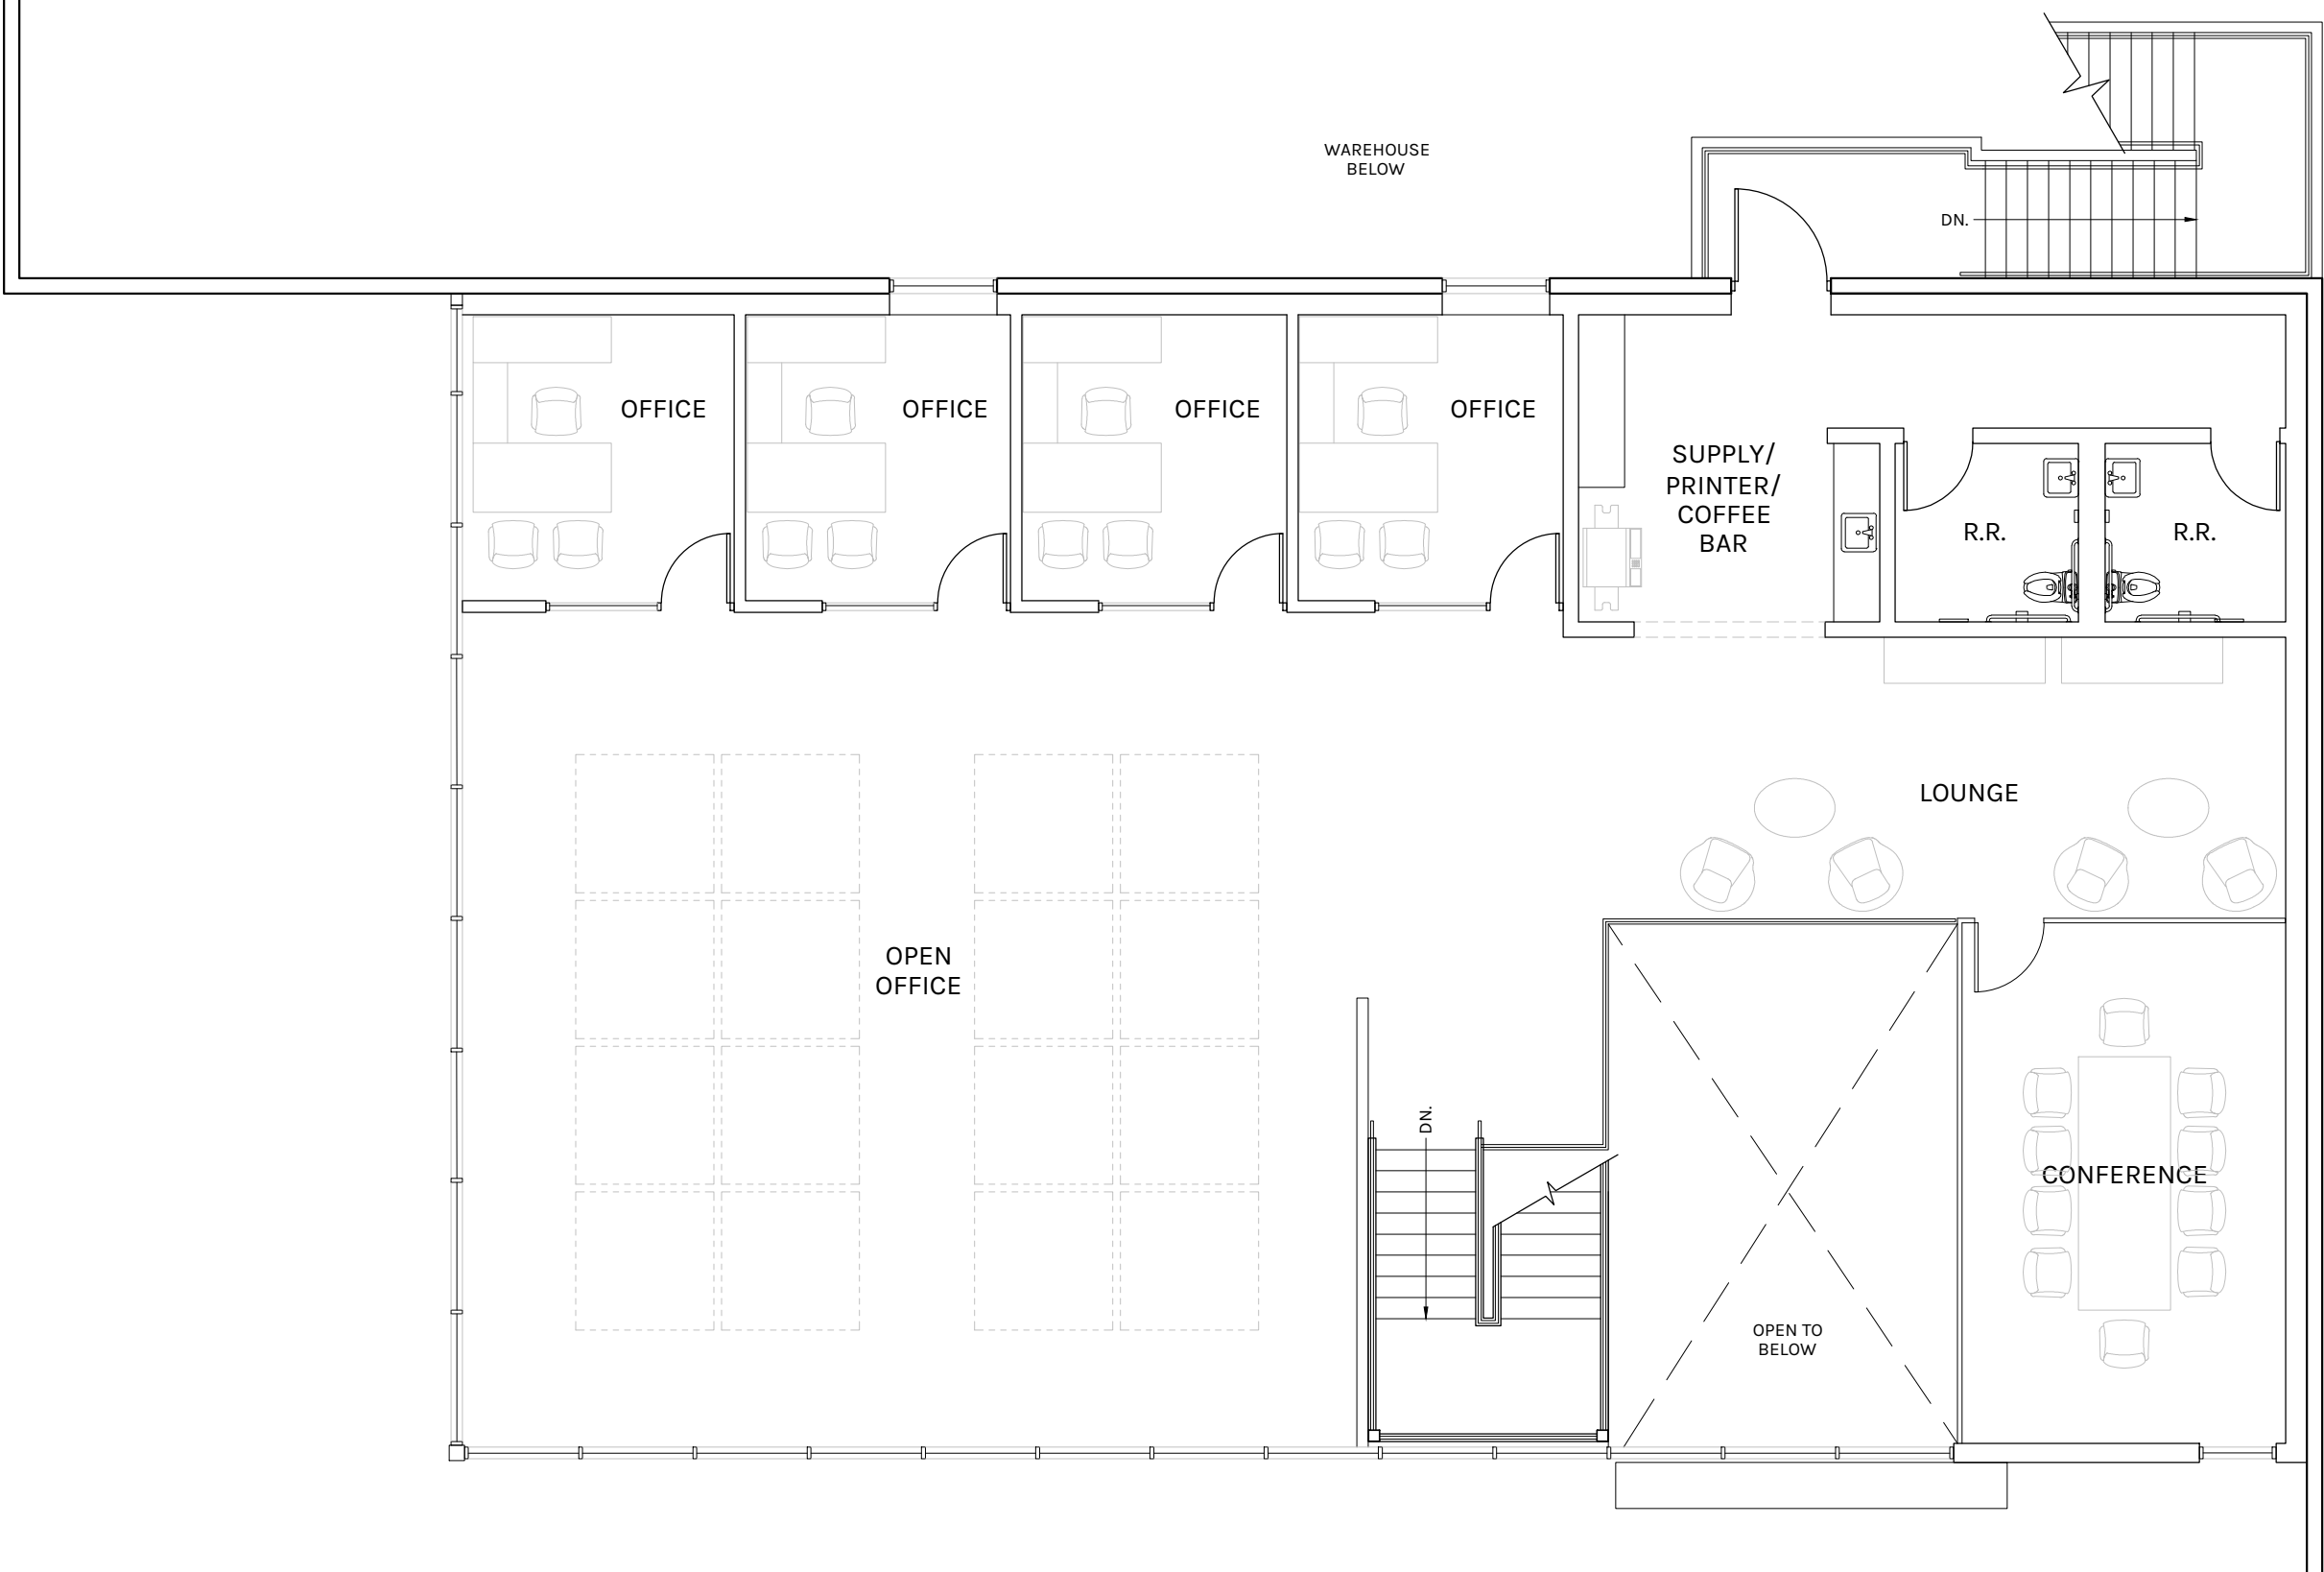 WAREHOUSE
BELOW
DN.
OFFICE
OFFICE
OFFICE
OFFICE
SUPPLY/
PRINTER/
COFFEE
BAR
R.R.
R.R.
LOUNGE
OPEN
OFFICE
DN.
CONFERENCE
OPEN TO
BELOW